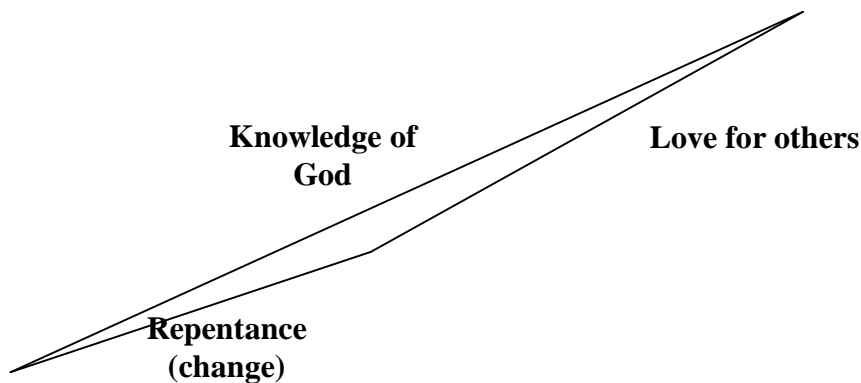 Knowledge of
God
Love for others
Repentance
(change)